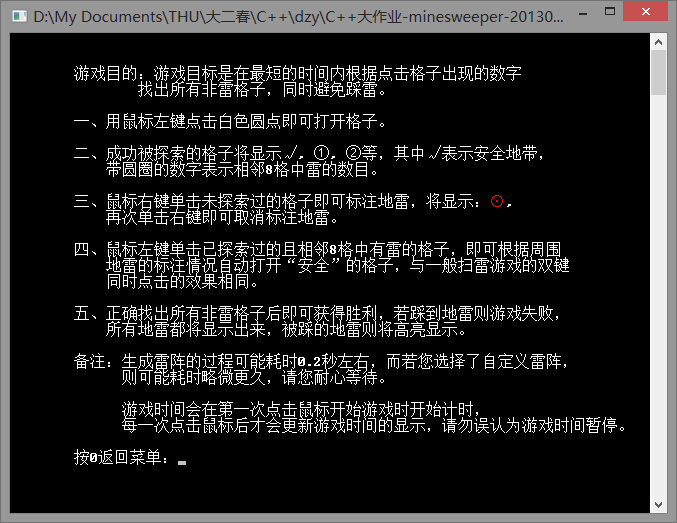 D:\My Documents\THU\大二春\C++\dzy\C++大作业-minesweeper-20130...
游戏目的：游戏目标是在最短的时间内根据点击格子出现的数字
找出所有非雷格子，同时避免踩雷。
一、用鼠标左键点击白色圆点即可打开格子。
二、成功被探索的格子将显示√，①，②等，其中√表示安全地带，
带圆圈的数字表示相邻8格中雷的数目。
三、鼠标右键单击未探索过的格子即可标注地雷，将显示：⊙，
再次单击右键即可取消标注地雷。
四、鼠标左键单击已探索过的且相邻8格中有雷的格子，即可根据周围
地雷的标注情况自动打开“安全”的格子，与一般扫雷游戏的双键
同时点击的效果相同。
五、正确找出所有非雷格子后即可获得胜利，若踩到地雷则游戏失败，
所有地雷都将显示出来，被踩的地雷则将高亮显示。
备注：生成雷阵的过程可能耗时0.2秒左右，而若您选择了自定义雷阵，
则可能耗时略微更久，请您耐心等待。
游戏时间会在第一次点击鼠标开始游戏时开始计时，
每一次点击鼠标后才会更新游戏时间的显示，请勿误认为游戏时间暂停。
按0返回菜单：